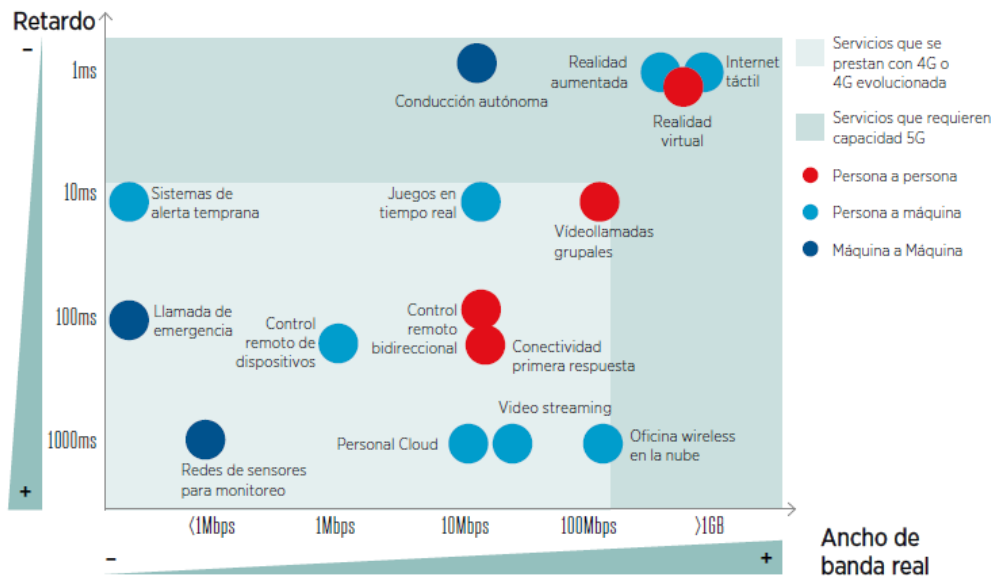 Retardo
–
1ms
10ms
100ms
1000ms
+
Conducción autónoma
Realidad
aumentada
Internet
táctil
Realidad
virtual
Sistemas de
alerta temprana
Juegos en
tiempo real
Vídeollamadas
grupales
Llamada de
emergencia
Control
remoto de
dispositivos
Control
remoto
bidireccional
Conectividad
primera respuesta
Video streaming
Personal Cloud
Oficina wireless
en la nube
Redes de sensores
para monitoreo
<1Mbps
1Mbps
10Mbps
100Mbps
>1GB
–
+
Ancho de
banda real
Servicios que se
prestan con 4G o
4G evolucionada
Servicios que requieren
capacidad 5G
Persona a persona
Persona a máquina
Máquina a Máquina